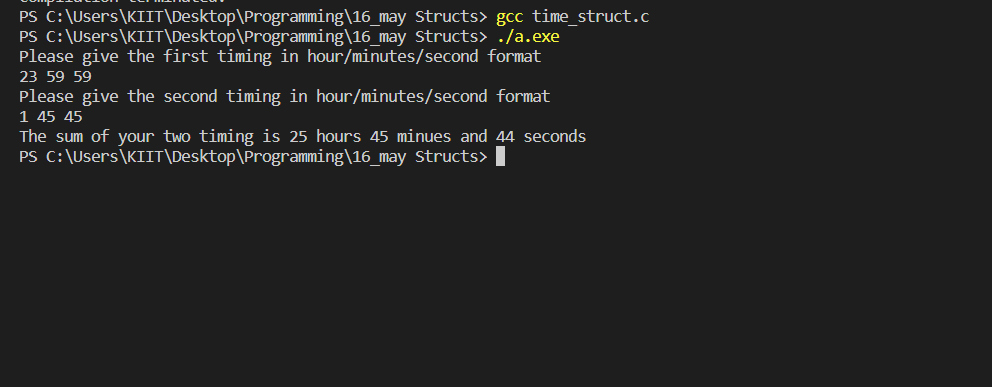 compilation terminated.
PS C:\Users\KIIT\Desktop\Programming\16_may Structs> gcc time_struct.c
PS C:\Users\KIIT\Desktop\Programming\16_may Structs> ./a.exe
Please give the first timing in hour/minutes/second format
23 59 59
Please give the second timing in hour/minutes/second format
1 45 45
The sum of your two timing is 25 hours 45 minues and 44 seconds
PS C:\Users\KIIT\Desktop\Programming\16_may Structs>